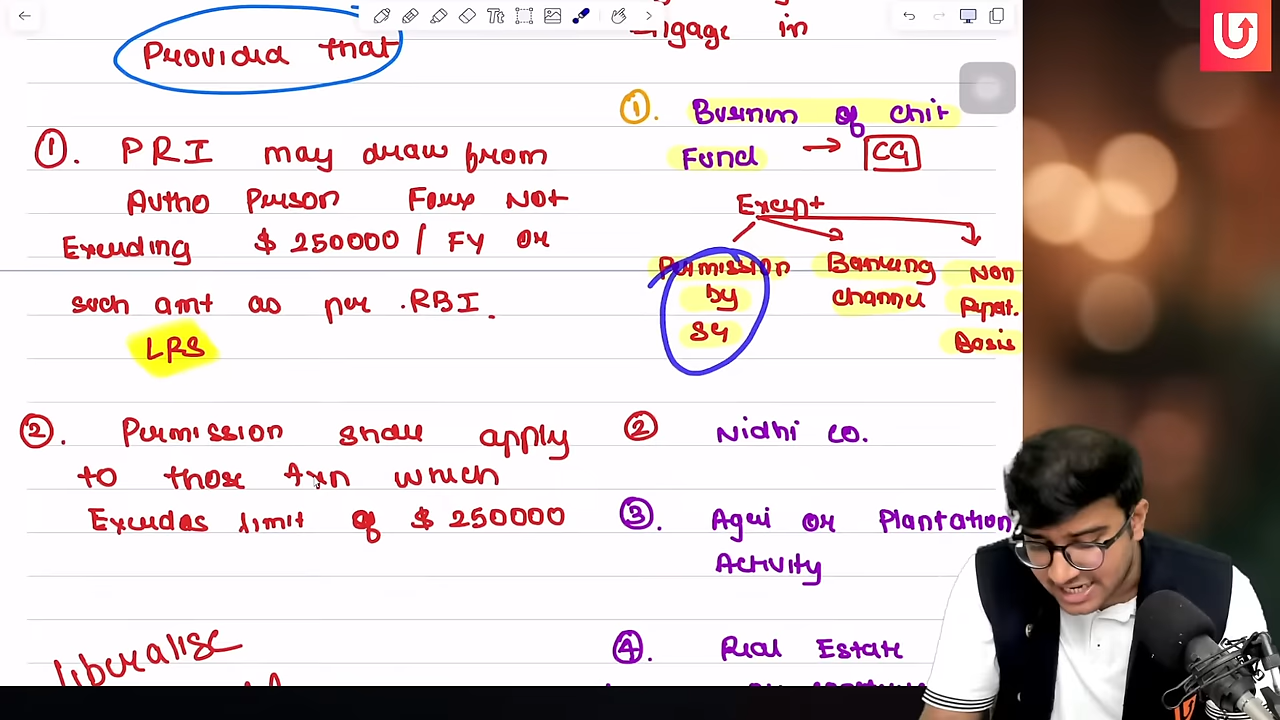 Provided that
① . PRI may draw from
Autho Person Forex Not
Exceeding $ 250000 / FY or
such amt as per . RBI .
LRS
② . Permission shall apply
to those txn which
Exceedes limit of $ 250000
liberalise
engage in
① . Business of chit
Fund → CG
Except
Permission by SG
Banking channel
Non Repat. Basis
② Nidhi co.
③ . Agri or Plantation
Activity
④ . Real Estate